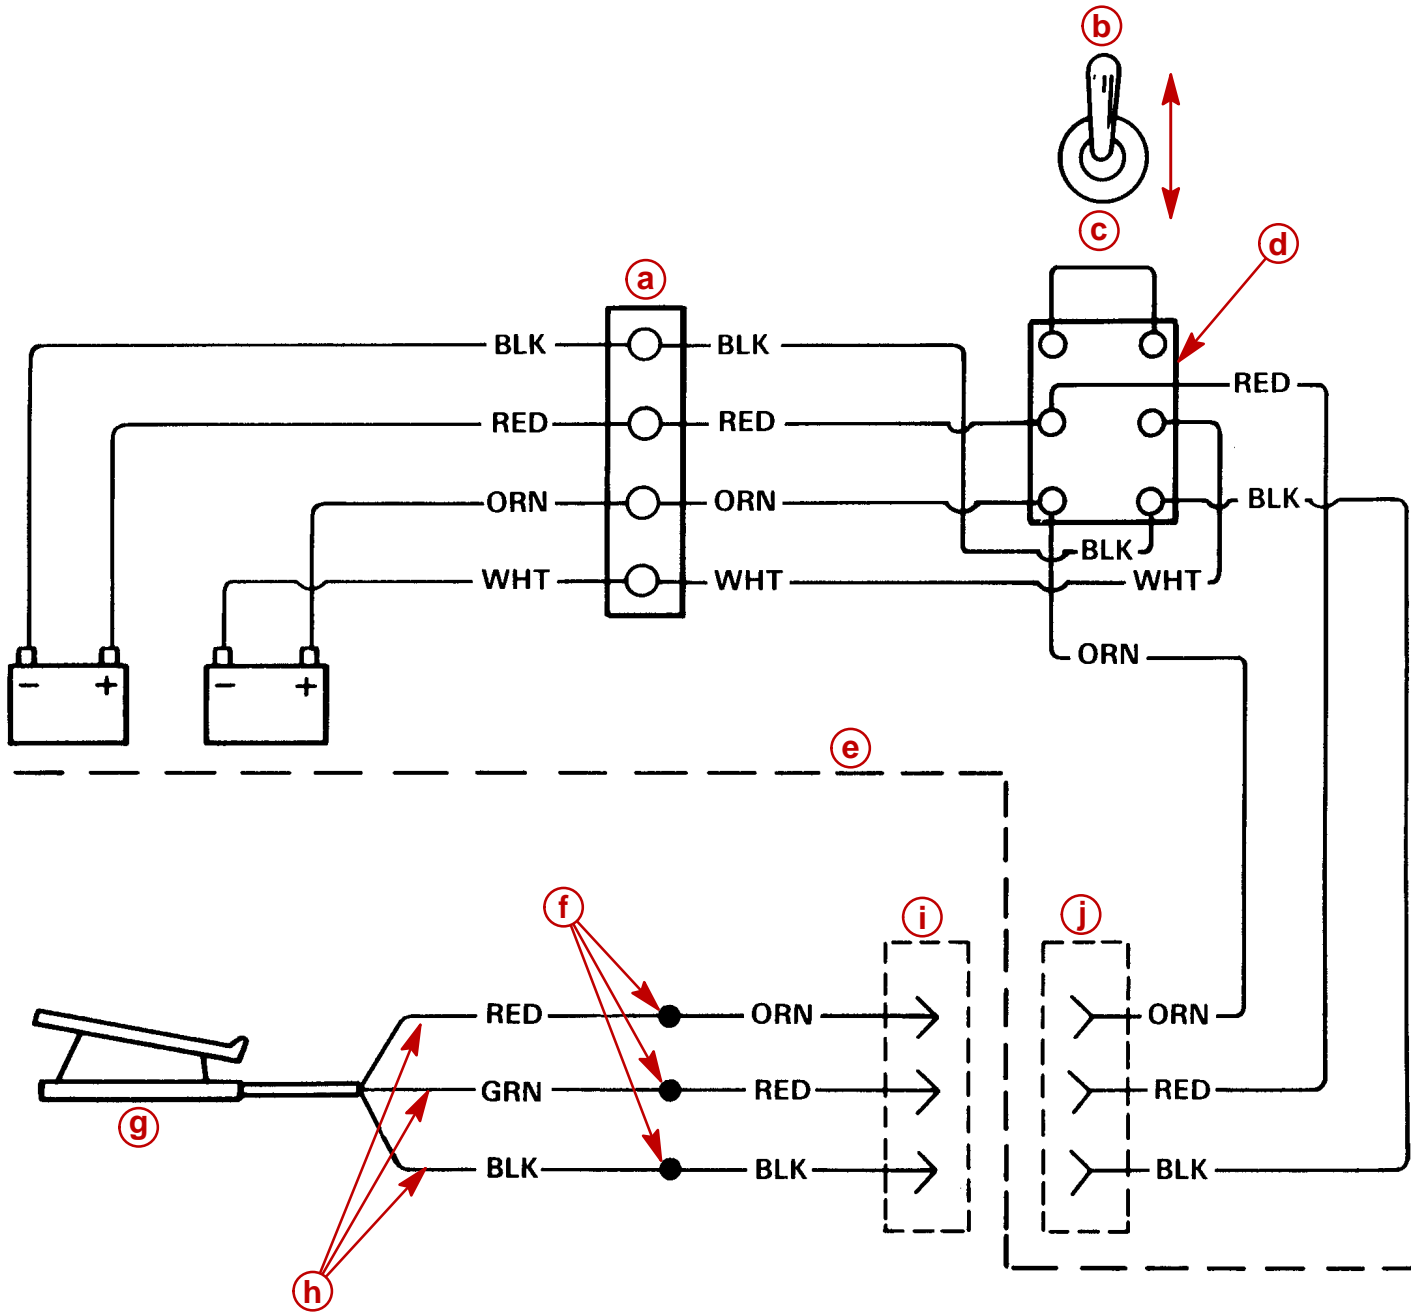 b
c
d
a
BLK BLK
RED
RED RED
ORN ORN BLK
BLK
WHT WHT WHT
ORN
− + − +
e
f
i j
RED ORN ORN
GRN RED RED
g
BLK BLK BLK
h